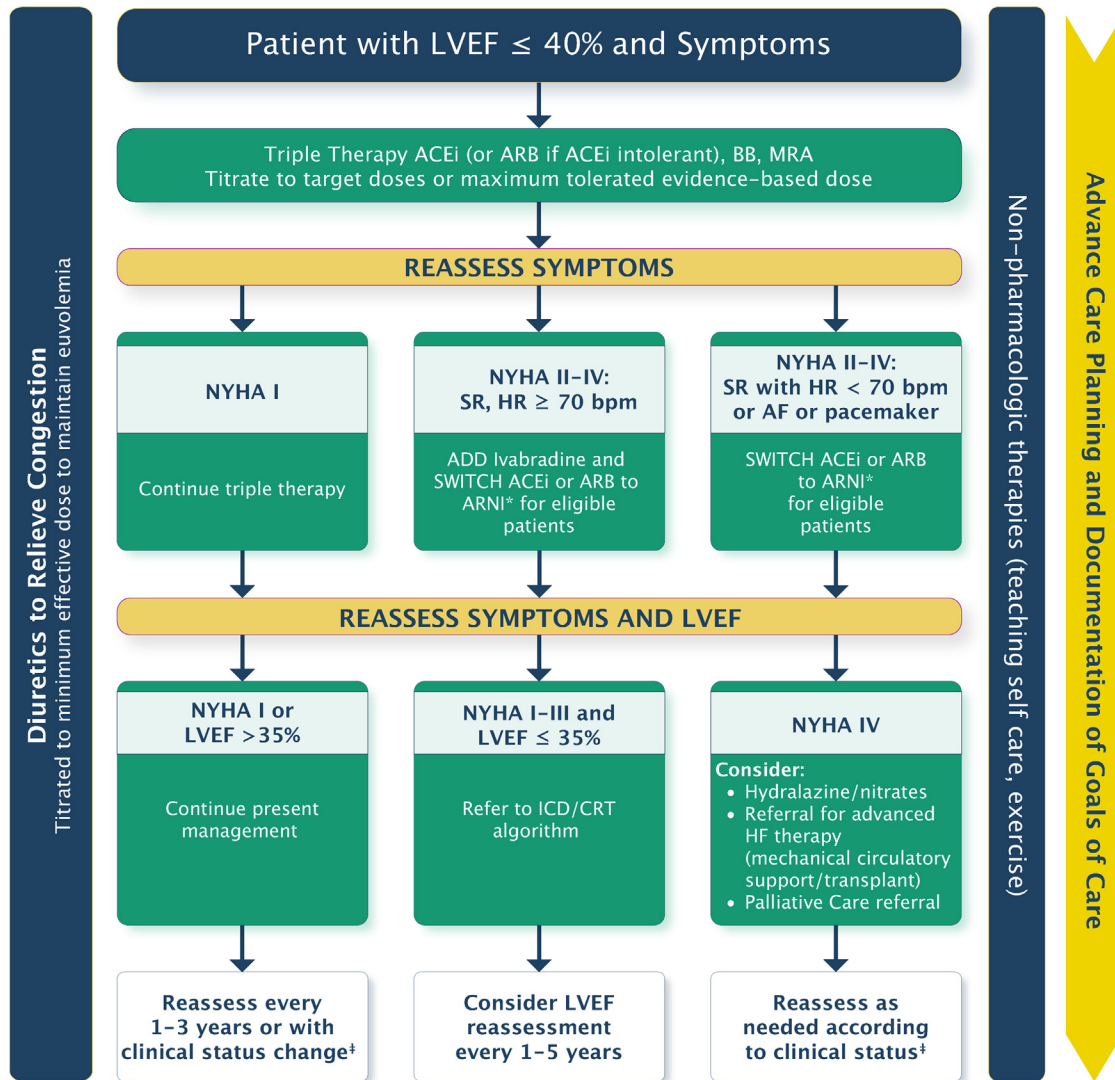 Patient with LVEF ≤ 40% and Symptoms
Triple Therapy ACEi (or ARB if ACEi intolerant), BB, MRA
Titrate to target doses or maximum tolerated evidence-based dose
REASSESS SYMPTOMS
NYHA I
Continue triple therapy
NYHA II-IV:
SR, HR ≥ 70 bpm
ADD Ivabradine and
SWITCH ACEi or ARB to
ARNI* for eligible
patients
NYHA II-IV:
SR with HR < 70 bpm
or AF or pacemaker
SWITCH ACEi or ARB
to ARNI*
for eligible
patients
REASSESS SYMPTOMS AND LVEF
NYHA I or
LVEF >35%
Continue present
management
NYHA I-III and
LVEF ≤ 35%
Refer to ICD/CRT
algorithm
NYHA IV
Consider:
• Hydralazine/nitrates
• Referral for advanced
HF therapy
(mechanical circulatory
support/transplant)
• Palliative Care referral
Reassess every
1-3 years or with
clinical status change‡
Consider LVEF
reassessment
every 1-5 years
Reassess as
needed according
to clinical status‡
Diuretics to Relieve Congestion
Titrated to minimum effective dose to maintain euvolemia
Non-pharmacologic therapies (teaching self care, exercise)
Advance Care Planning and Documentation of Goals of Care